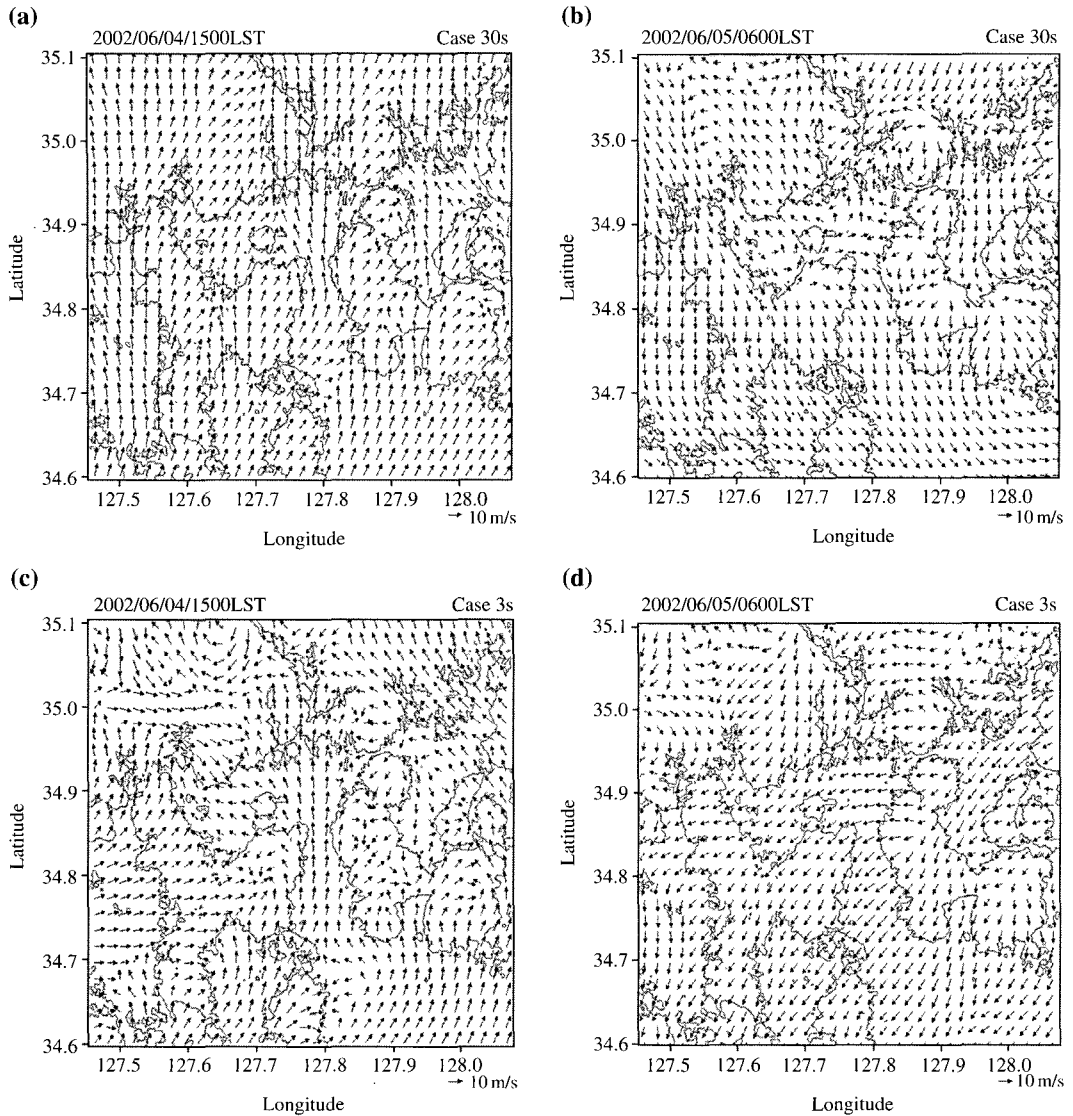 (a)
2002/06/04/1500LST Case 30s
35.1
35.0
34.9
34.8
34.7
34.6
Latitude
127.5 127.6 127.7 127.8 127.9 128.0
10 m/s
Longitude
(b)
2002/06/05/0600LST Case 30s
35.1
35.0
34.9
34.8
34.7
34.6
Latitude
127.5 127.6 127.7 127.8 127.9 128.0
10 m/s
Longitude
(c)
2002/06/04/1500LST Case 3s
35.1
35.0
34.9
34.8
34.7
34.6
Latitude
127.5 127.6 127.7 127.8 127.9 128.0
10 m/s
Longitude
(d)
2002/06/05/0600LST Case 3s
35.1
35.0
34.9
34.8
34.7
34.6
Latitude
127.5 127.6 127.7 127.8 127.9 128.0
10 m/s
Longitude